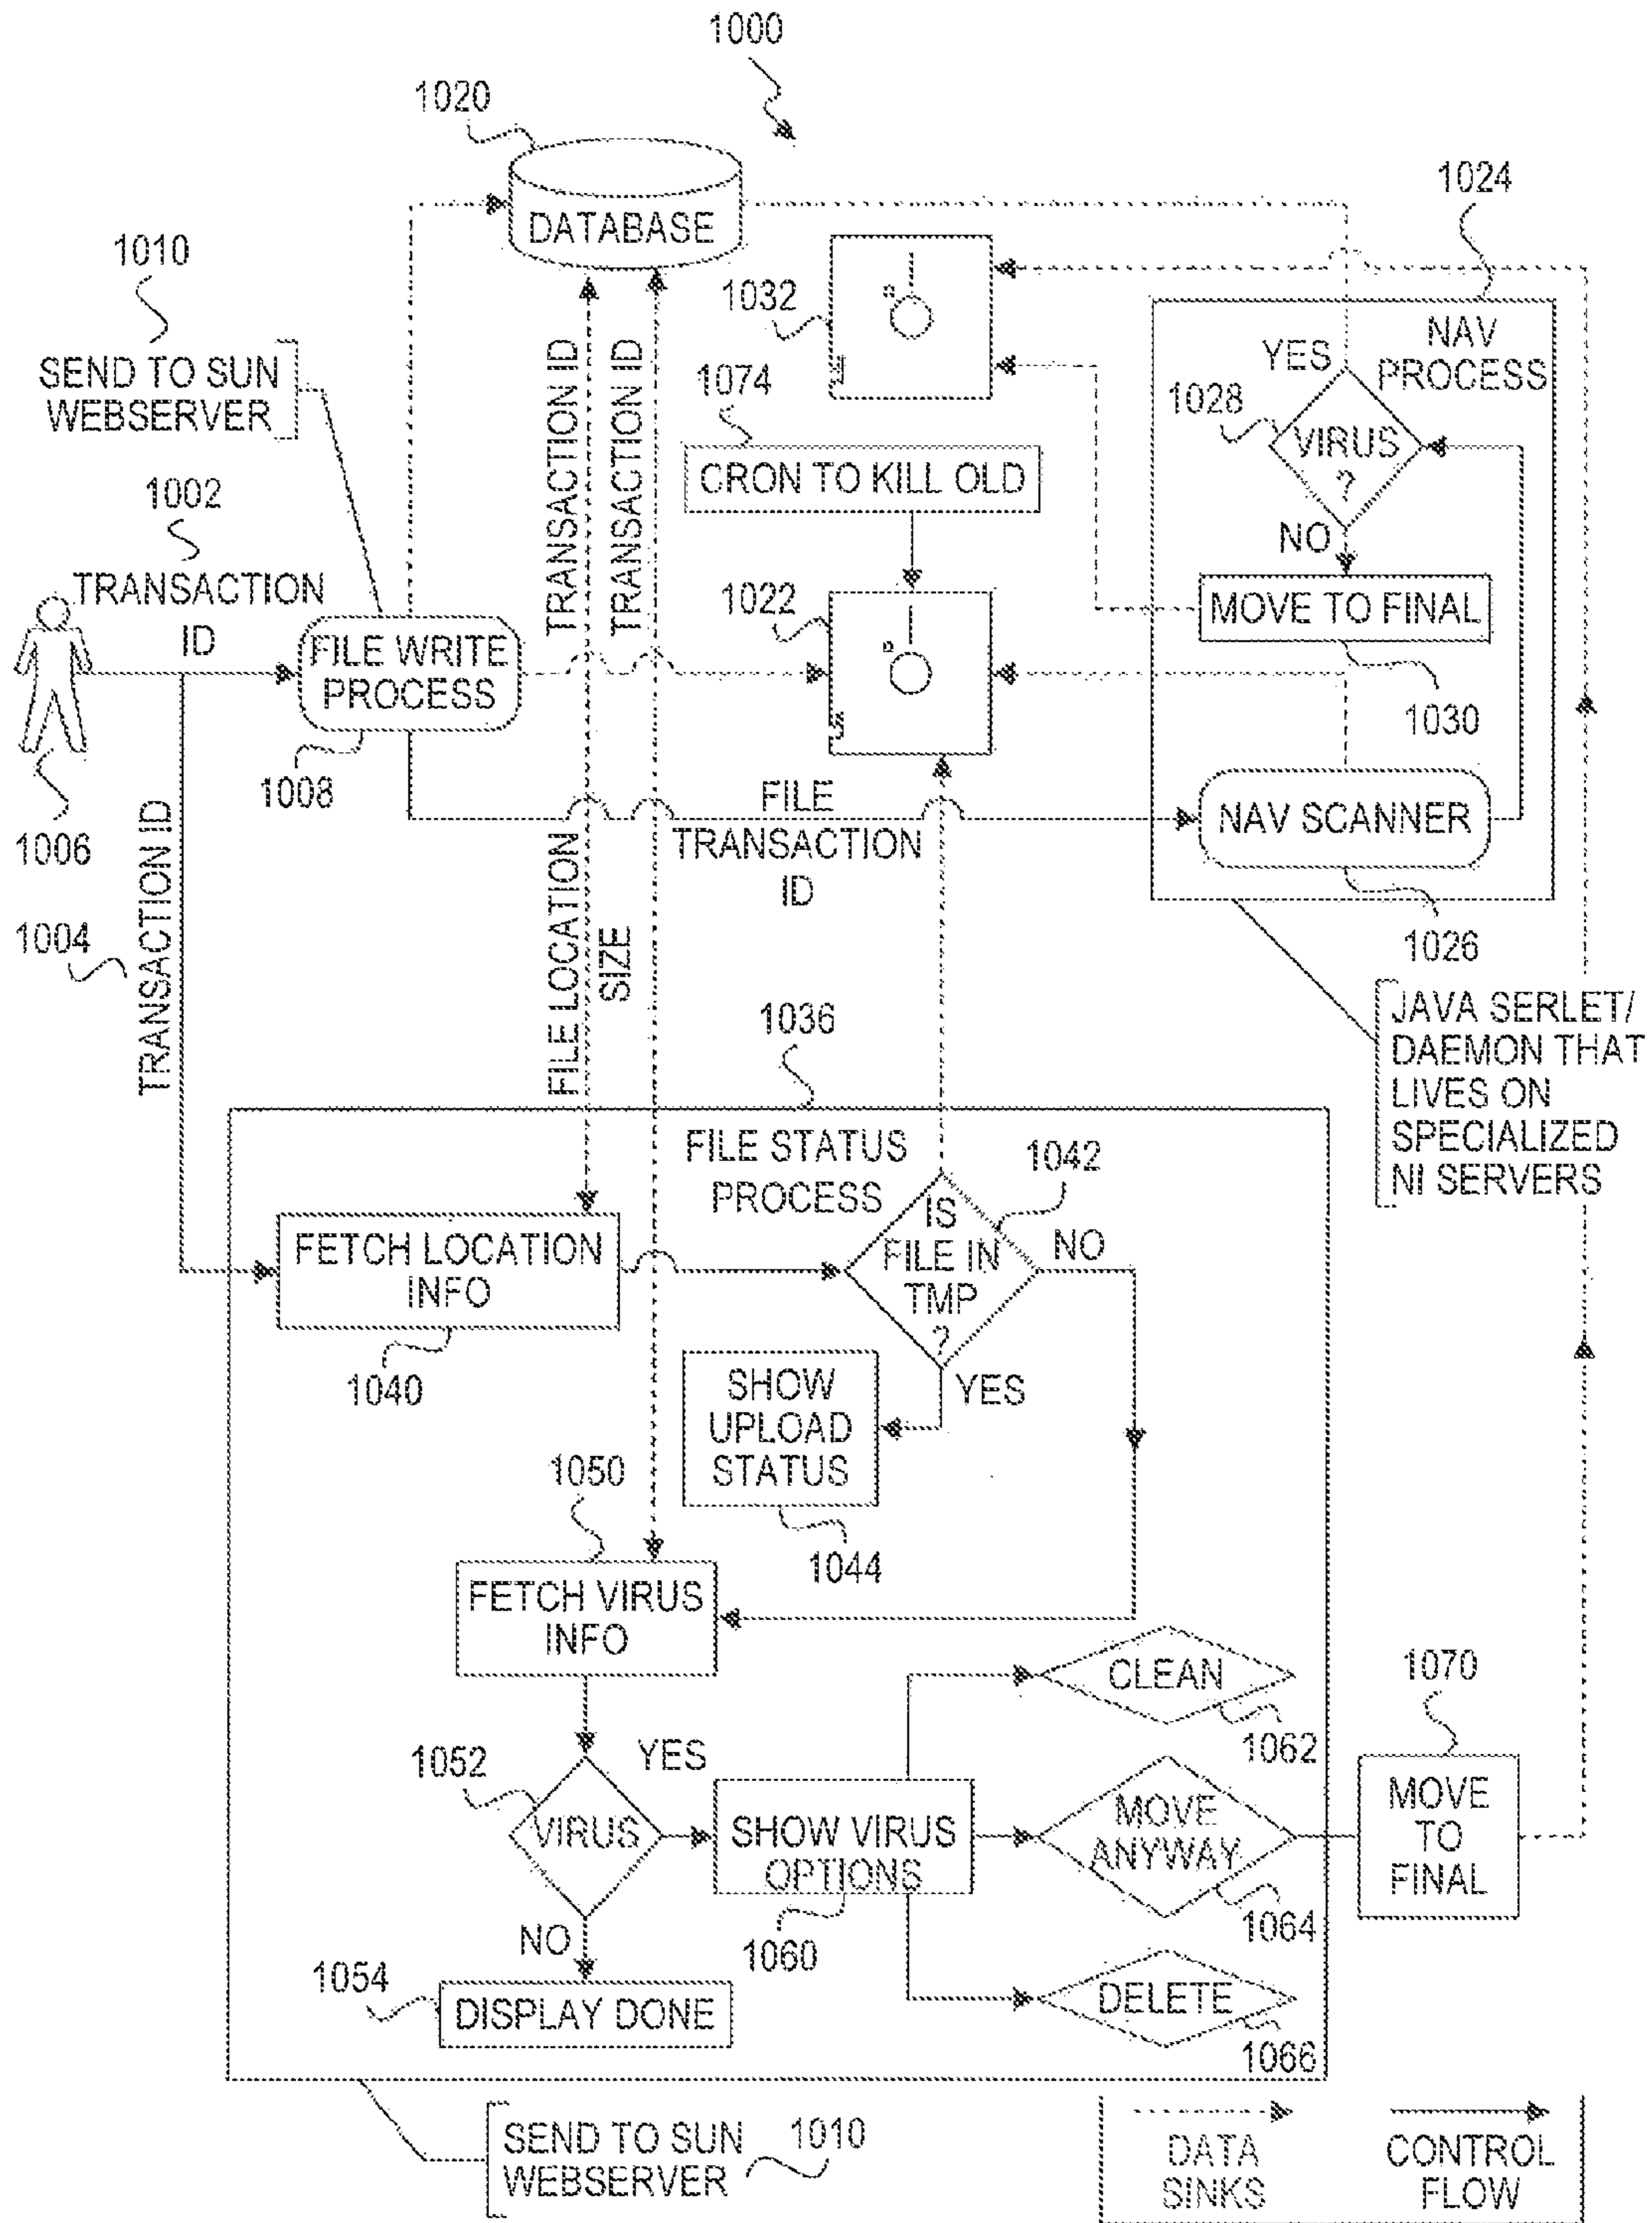 1000
1020
DATABASE
1024
1010
SEND TO SUN
WEBSERVER
1032
NAV
PROCESS
YES
1028
VIRUS
?
NO
1074
CRON TO KILL OLD
TRANSACTION ID
TRANSACTION ID
1002
TRANSACTION
ID
FILE WRITE
PROCESS
1008
1006
1022
MOVE TO FINAL
1030
FILE
TRANSACTION
ID
NAV SCANNER
1026
TRANSACTION ID
1004
FILE LOCATION
SIZE
JAVA SERLET/
DAEMON THAT
LIVES ON
SPECIALIZED
NI SERVERS
1036
FILE STATUS
PROCESS
1042
IS
FILE IN
TMP
?
NO
YES
FETCH LOCATION
INFO
1040
SHOW
UPLOAD
STATUS
1044
1050
FETCH VIRUS
INFO
1052
VIRUS
YES
NO
SHOW VIRUS
OPTIONS
1060
CLEAN
1062
MOVE
ANYWAY
1064
DELETE
1066
1070
MOVE
TO
FINAL
1054
DISPLAY DONE
SEND TO SUN
WEBSERVER
1010
DATA
SINKS
CONTROL
FLOW